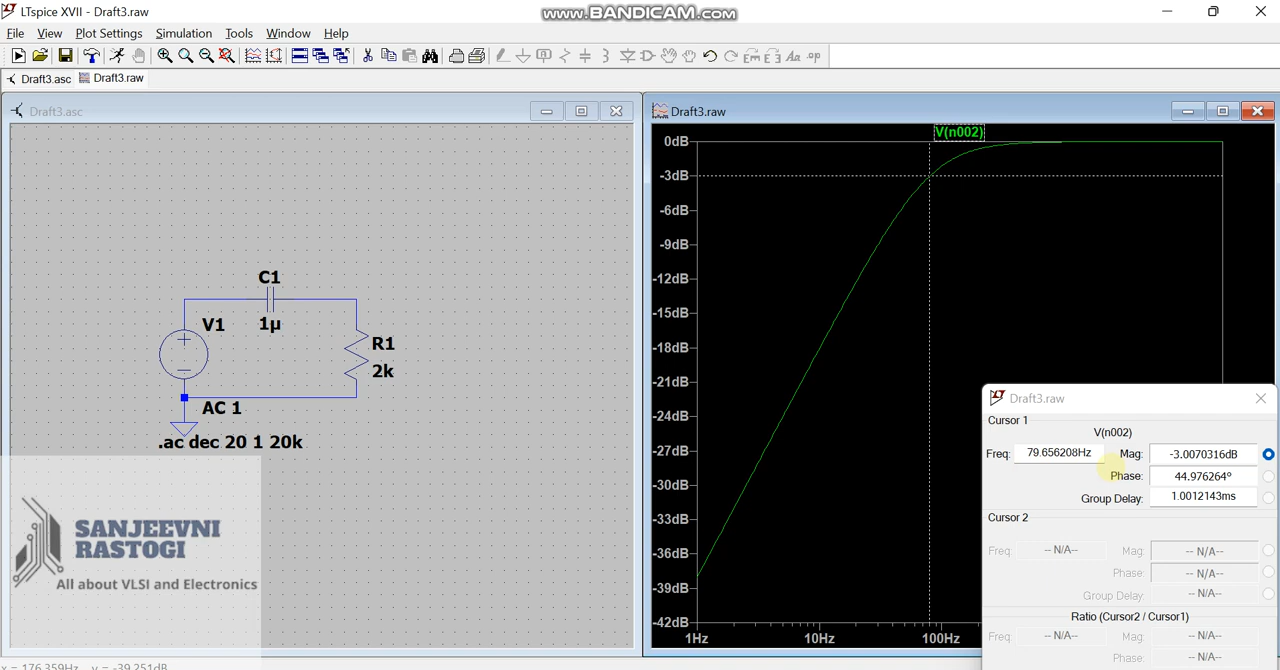 LTspice XVII - Draft3.raw
www.BANDICAM.com
File View Plot Settings Simulation Tools Window Help
Draft3.asc Draft3.raw
Draft3.asc
Draft3.raw
V(n002)
0dB
-3dB
-6dB
-9dB
-12dB
-15dB
-18dB
-21dB
-24dB
-27dB
-30dB
-33dB
-36dB
-39dB
-42dB
1Hz 10Hz 100Hz
C1
1µ
V1
R1
2k
AC 1
.ac dec 20 1 20k
SANJEEVNI
RASTOGI
All about VLSI and Electronics
Draft3.raw
Cursor 1
V(n002)
Freq: 79.656208Hz Mag: -3.0070316dB
Phase: 44.976264°
Group Delay: 1.0012143ms
Cursor 2
Freq: -- N/A-- Mag: -- N/A--
Phase: -- N/A--
Group Delay: -- N/A--
Ratio (Cursor2 / Cursor1)
Freq: -- N/A-- Mag: -- N/A--
Phase: -- N/A--
x = 176.359Hz y = -39.251dB